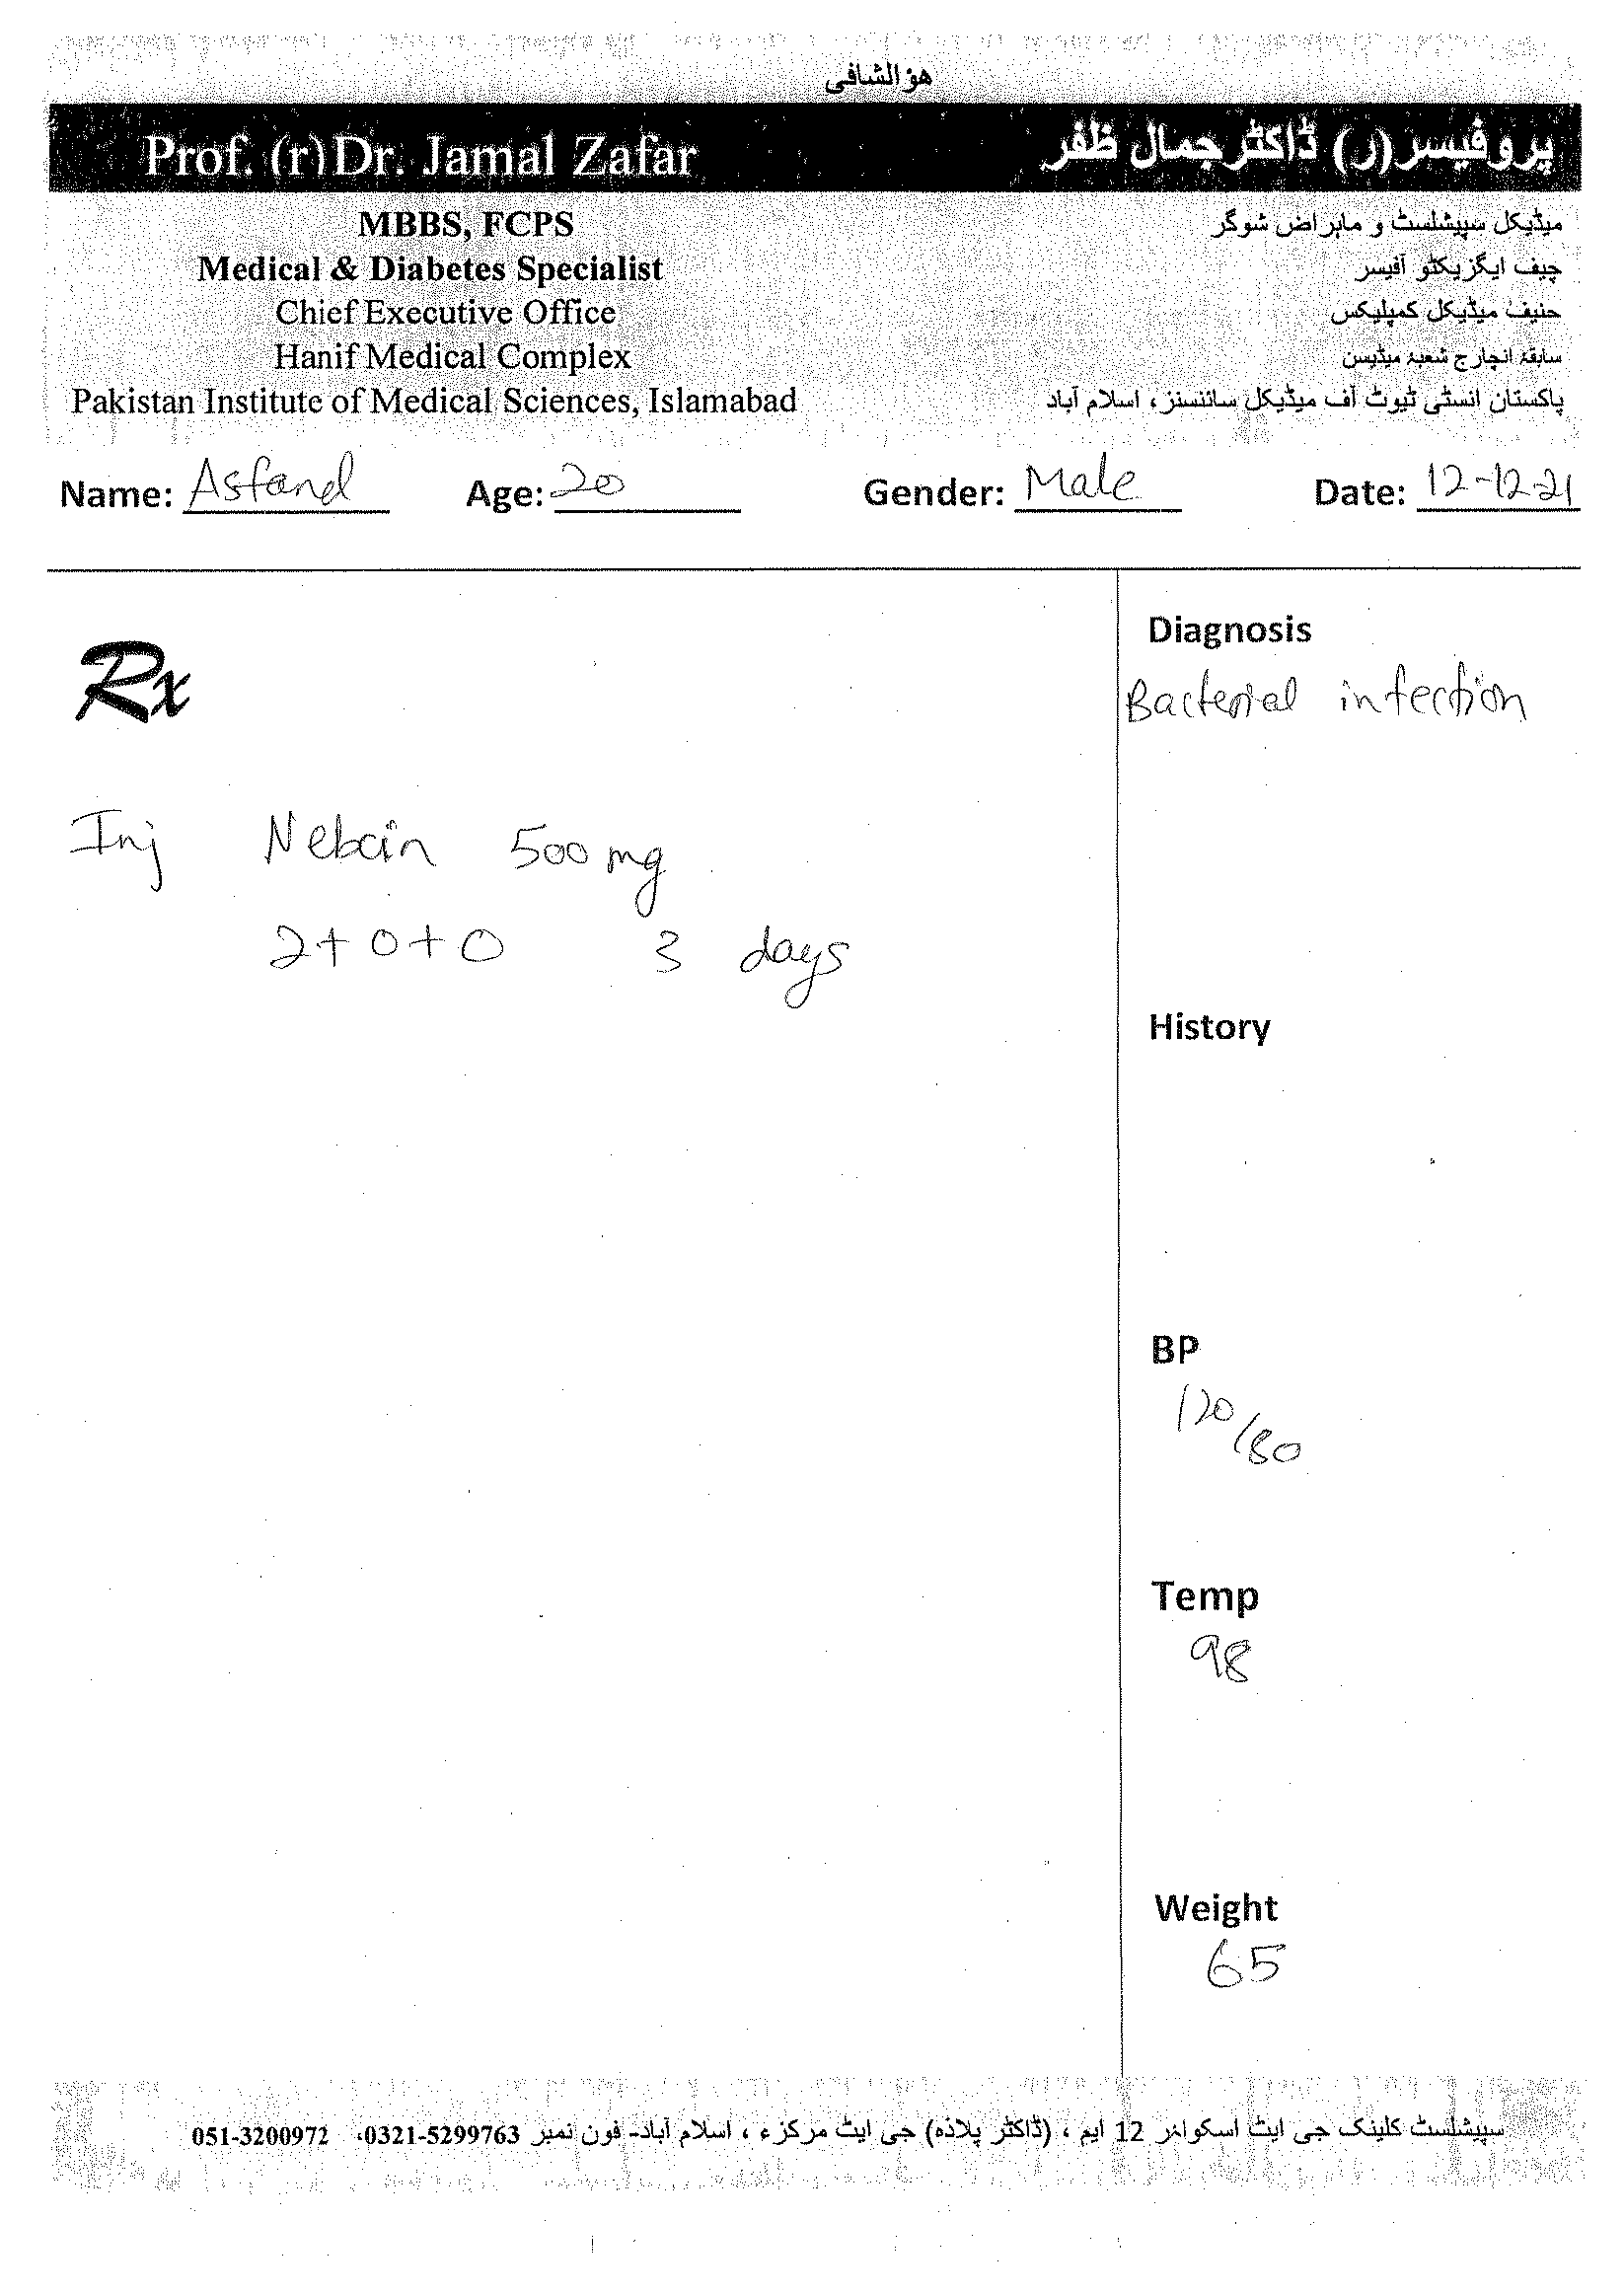 هو الشافی
Prof. (r) Dr. Jamal Zafar
پروفیسر (ر) ڈاکٹر جمال ظفر
MBBS, FCPS
میڈیکل سپیشلسٹ و ماہراض شوگر
Medical & Diabetes Specialist
چیف ایگزیکٹو آفیسر
Chief Executive Office
حنیف میڈیکل کمپلیکس
Hanif Medical Complex
سابقۂ انچارج شعبۂ میڈیسن
Pakistan Institute of Medical Sciences, Islamabad
پاکستان انسٹی ٹیوٹ آف میڈیکل سائنسنز، اسلام آباد
Name: Asfand Age: 20 Gender: Male Date: 12-12-21
Rx
Diagnosis
Bacterial infection
Inj Nebcin 500 mg
2+0+0 3 days
History
BP
120/80
Temp
98
Weight
65
سپیشلسٹ کلینک جی ایٹ اسکوائر 12 ایم ، (ڈاکٹر پلاذہ) جی ایٹ مرکزء ، اسلام آباد- فون نمبر 0321-5299763، 051-3200972